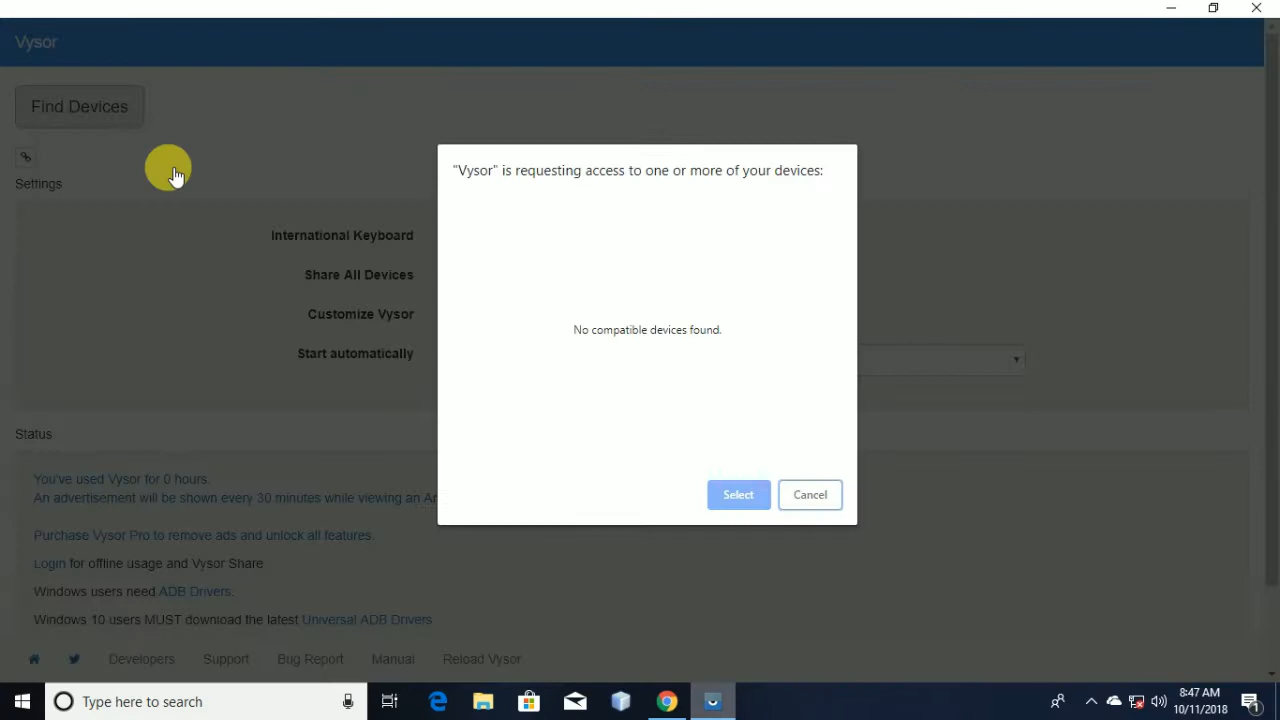 Vysor
Find Devices
Settings
International Keyboard
Share All Devices
Customize Vysor
Start automatically
"Vysor" is requesting access to one or more of your devices:
No compatible devices found.
Select
Cancel
Status
You've used Vysor for 0 hours.
An advertisement will be shown every 30 minutes while viewing an
Purchase Vysor Pro to remove ads and unlock all features.
Login for offline usage and Vysor Share
Windows users need ADB Drivers.
Windows 10 users MUST download the latest Universal ADB Drivers
Developers Support Bug Report Manual Reload Vysor
Type here to search
8:47 AM
10/11/2018
1